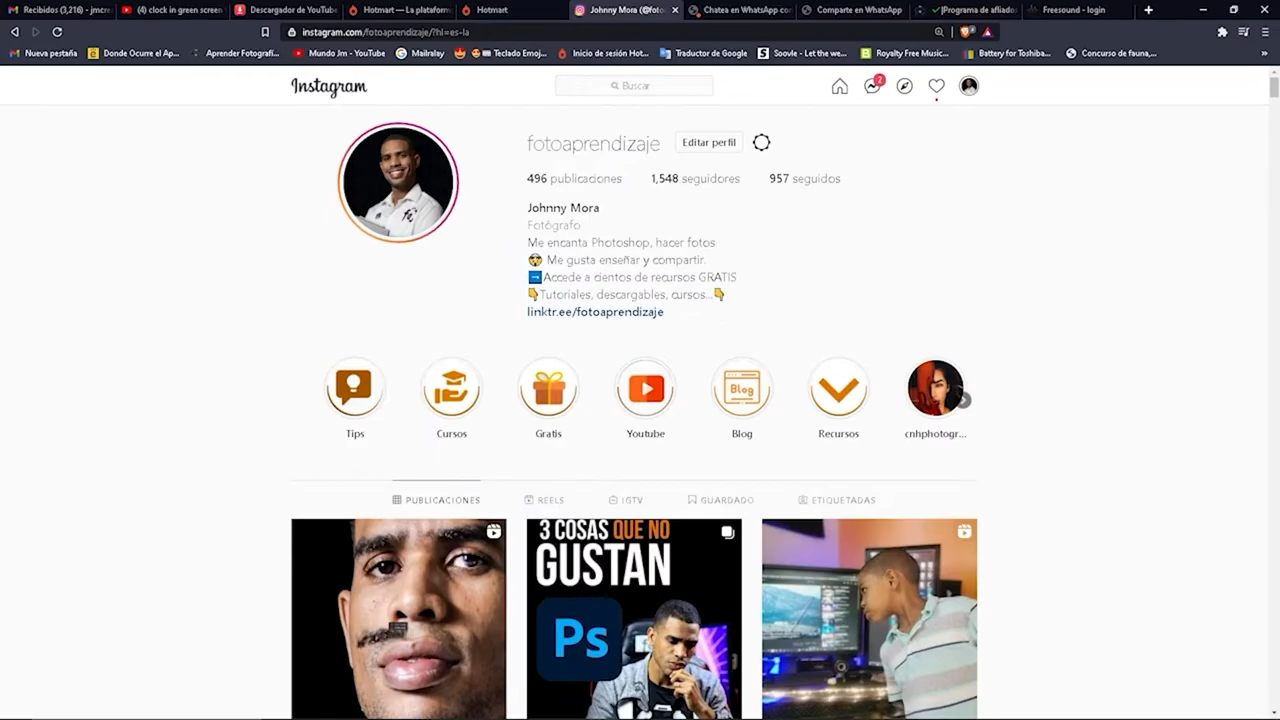 Recibidos (3,216) - jmcre
(4) clock in green screen
Descargador de YouTube
Hotmart — La plataform
Hotmart
Johnny Mora (@foto
Chatea en WhatsApp co
Comparte en WhatsApp
✓|Programa de afiliados
Freesound - login
instagram.com/fotoaprendizaje/?hl=es-la
Nueva pestaña
Donde Ocurre el Ap...
Aprender Fotografí...
Mundo Jm - YouTube
Mailrelay
Teclado Emoj...
Inicio de sesión Hot...
Traductor de Google
Soundeo - Let the we...
Royalty Free Music...
Battery for Toshiba...
Concurso de fauna,...
»
Instagram
Buscar
2
fotoaprendizaje
Editar perfil
496 publicaciones
1,548 seguidores
957 seguidos
Johnny Mora
Fotógrafo
Me encanta Photoshop, hacer fotos
😲 Me gusta enseñar y compartir.
➡Accede a cientos de recursos GRATIS
👇Tutoriales, descargables, cursos...👇
linktr.ee/fotoaprendizaje
Blog
Tips
Cursos
Gratis
Youtube
Blog
Recursos
cnhphotogr...
PUBLICACIONES
REELS
IGTV
GUARDADO
ETIQUETADAS
3 COSAS QUE NO
GUSTAN
Ps